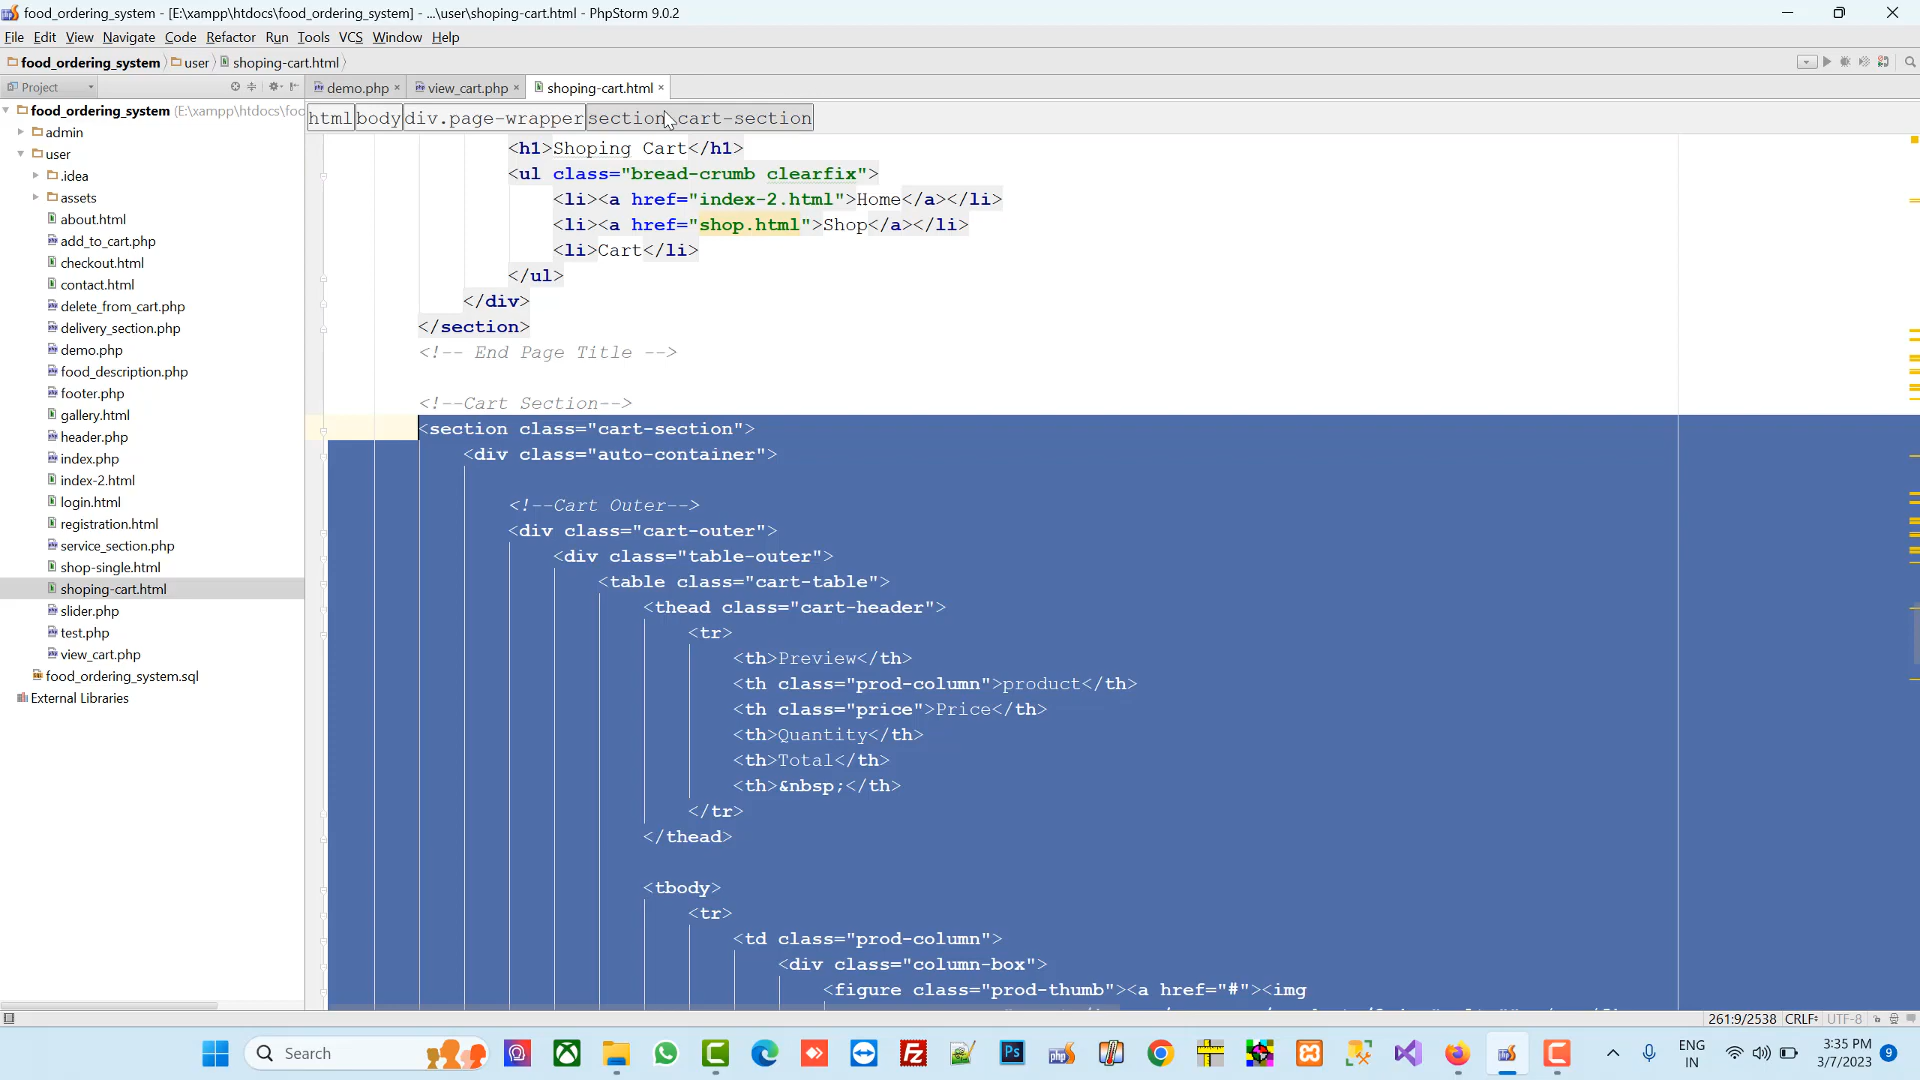 food_ordering_system - [E:\xampp\htdocs\food_ordering_system] - ...\user\shoping-cart.html - PhpStorm 9.0.2
File Edit View Navigate Code Refactor Run Tools VCS Window Help
food_ordering_system user shoping-cart.html
Project
demo.php view_cart.php shoping-cart.html
html body div.page-wrapper section.cart-section
food_ordering_system (E:\xampp\htdocs\foo
admin
user
.idea
assets
about.html
add_to_cart.php
checkout.html
contact.html
delete_from_cart.php
delivery_section.php
demo.php
food_description.php
footer.php
gallery.html
header.php
index.php
index-2.html
login.html
registration.html
service_section.php
shop-single.html
shoping-cart.html
slider.php
test.php
view_cart.php
food_ordering_system.sql
External Libraries
<h1>Shoping Cart</h1>
<ul class="bread-crumb clearfix">
<li><a href="index-2.html">Home</a></li>
<li><a href="shop.html">Shop</a></li>
<li>Cart</li>
</ul>
</div>
</section>
<!-- End Page Title -->
<!--Cart Section-->
<section class="cart-section">
<div class="auto-container">
<!--Cart Outer-->
<div class="cart-outer">
<div class="table-outer">
<table class="cart-table">
<thead class="cart-header">
<tr>
<th>Preview</th>
<th class="prod-column">product</th>
<th class="price">Price</th>
<th>Quantity</th>
<th>Total</th>
<th>&nbsp;</th>
</tr>
</thead>
<tbody>
<tr>
<td class="prod-column">
<div class="column-box">
<figure class="prod-thumb"><a href="#"><img
261:9/2538 CRLF UTF-8
Search
Ps
php
FZ
ENG
IN
3:35 PM
3/7/2023
9